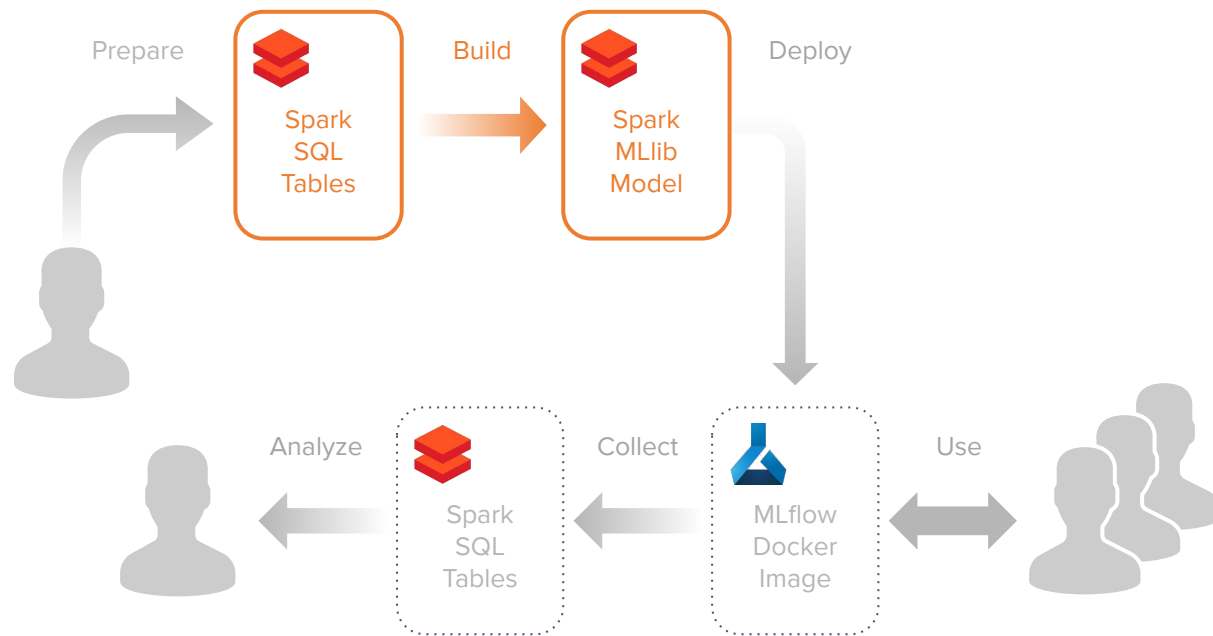 Prepare
Spark
SQL
Tables
Build
Spark
MLlib
Model
Deploy
Analyze
Spark
SQL
Tables
Collect
MLflow
Docker
Image
Use